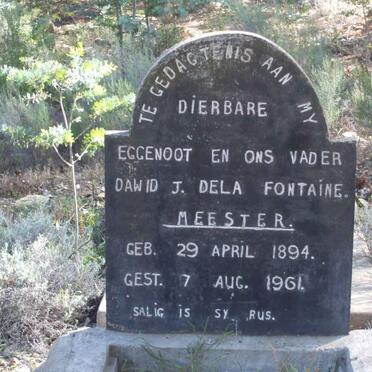 TE GEDAGTENIS AAN MY
DIERBARE
EGGENOOT EN ONS VADER
DAWID J. DELA FONTAINE.
MEESTER.
GEB. 29 APRIL 1894.
GEST. 7 AUG. 1961.
SALIG IS SY RUS.